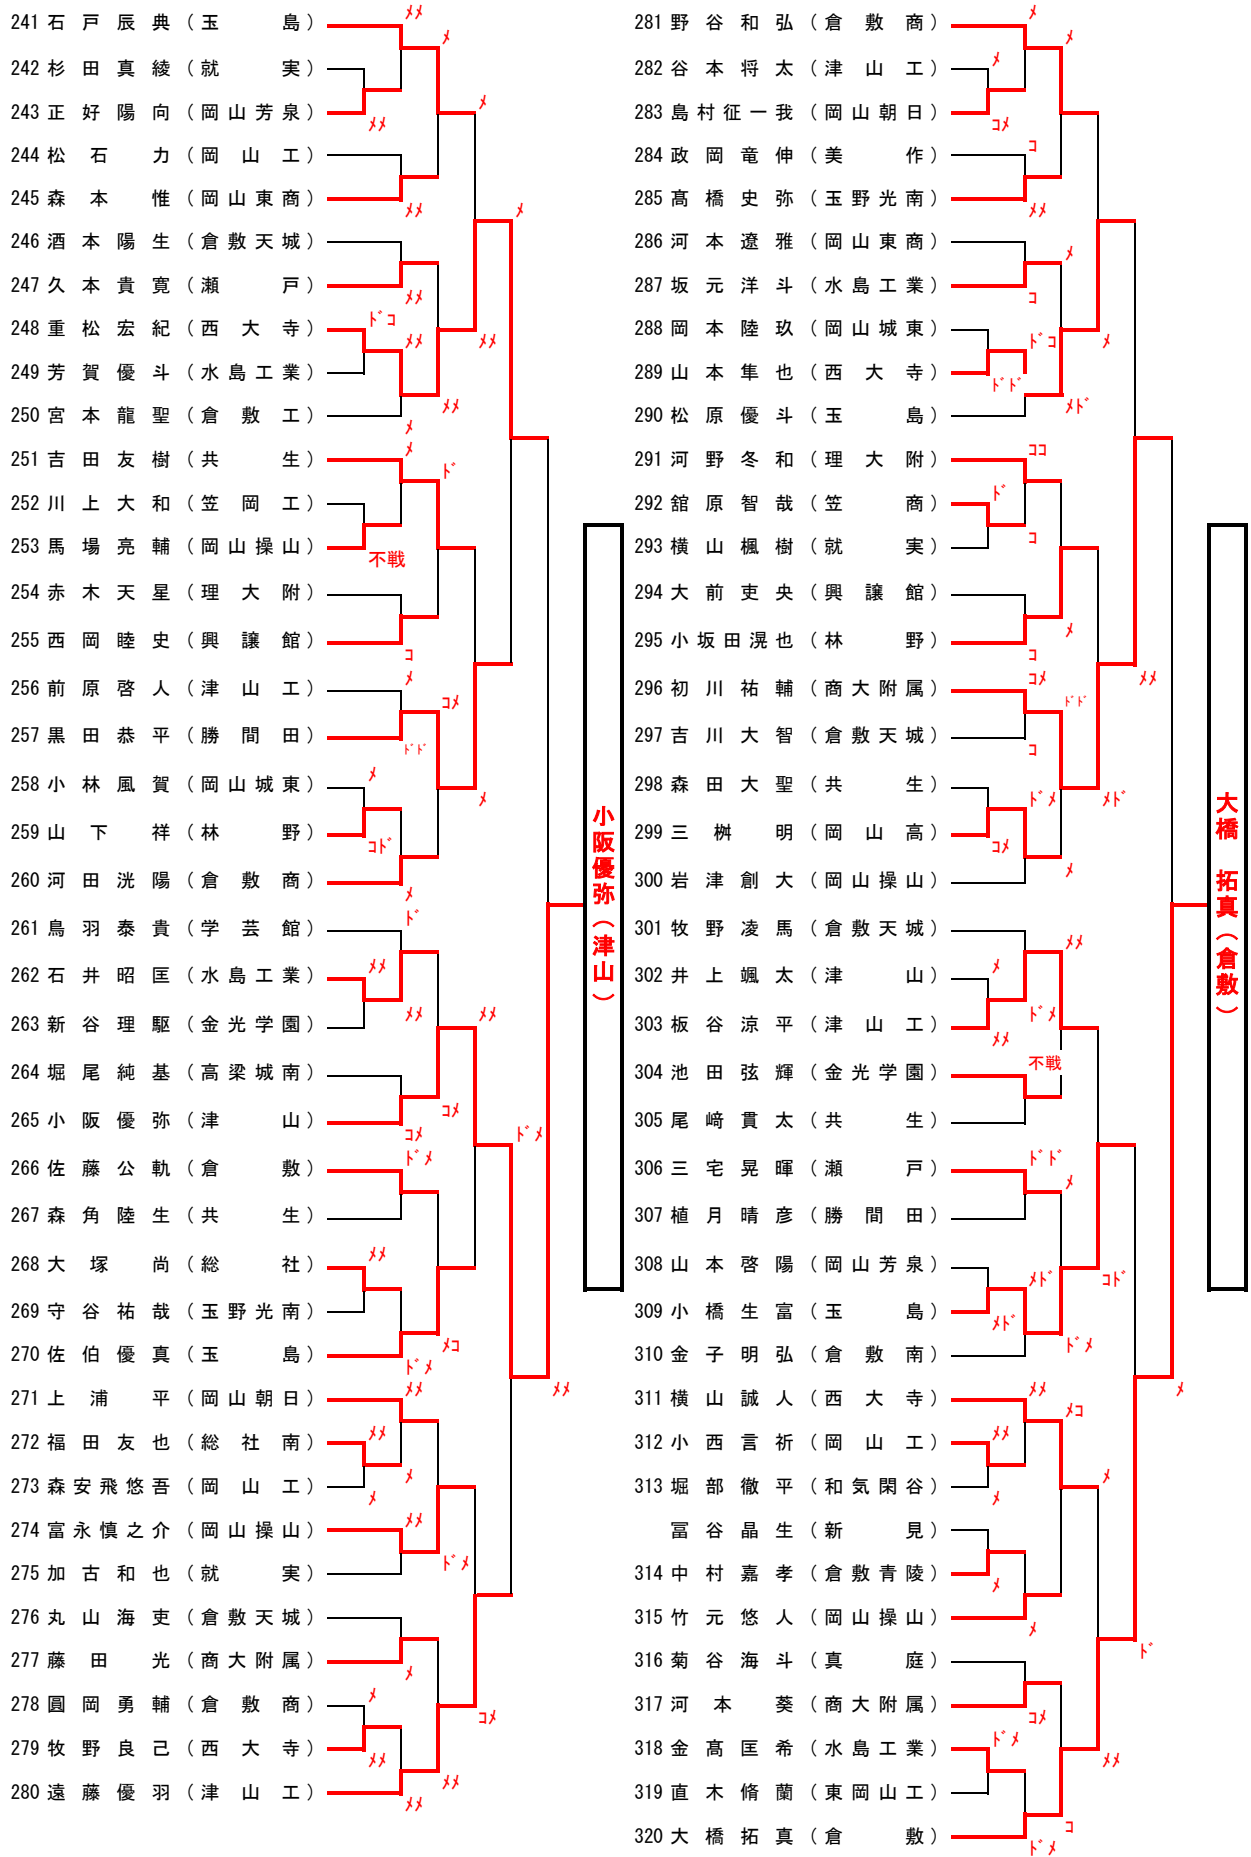 241 石戸辰典（玉島）
242 杉田真綾（就実）
243 正好陽向（岡山芳泉）
244 松石力（岡山工）
245 森本惟（岡山東商）
246 酒本陽生（倉敷天城）
247 久本貴寛（瀬戸）
248 重松宏紀（西大寺）
249 芳賀優斗（水島工業）
250 宮本龍聖（倉敷工）
251 吉田友樹（共生）
252 川上大和（笠岡工）
253 馬場亮輔（岡山操山）
不戦
254 赤木天星（理大附）
255 西岡睦史（興譲館）
256 前原啓人（津山工）
257 黒田恭平（勝間田）
258 小林風賀（岡山城東）
259 山下祥（林野）
260 河田洸陽（倉敷商）
261 鳥羽泰貴（学芸館）
262 石井昭匡（水島工業）
263 新谷理駆（金光学園）
264 堀尾純基（高梁城南）
265 小阪優弥（津山）
266 佐藤公軌（倉敷）
267 森角陸生（共生）
268 大塚尚（総社）
269 守谷祐哉（玉野光南）
270 佐伯優真（玉島）
271 上浦平（岡山朝日）
272 福田友也（総社南）
273 森安飛悠吾（岡山工）
274 富永慎之介（岡山操山）
275 加古和也（就実）
276 丸山海吏（倉敷天城）
277 藤田光（商大附属）
278 圓岡勇輔（倉敷商）
279 牧野良己（西大寺）
280 遠藤優羽（津山工）
小阪優弥（津山）
281 野谷和弘（倉敷商）
282 谷本将太（津山工）
283 島村征一我（岡山朝日）
284 政岡竜伸（美作）
285 髙橋史弥（玉野光南）
286 河本遼雅（岡山東商）
287 坂元洋斗（水島工業）
288 岡本陸玖（岡山城東）
289 山本隼也（西大寺）
290 松原優斗（玉島）
291 河野冬和（理大附）
292 舘原智哉（笠商）
293 横山楓樹（就実）
294 大前吏央（興譲館）
295 小坂田滉也（林野）
296 初川祐輔（商大附属）
297 吉川大智（倉敷天城）
298 森田大聖（共生）
299 三桝明（岡山高）
300 岩津創大（岡山操山）
301 牧野凌馬（倉敷天城）
302 井上颯太（津山）
303 板谷涼平（津山工）
不戦
304 池田弦輝（金光学園）
305 尾﨑貫太（共生）
306 三宅晃暉（瀬戸）
307 植月晴彦（勝間田）
308 山本啓陽（岡山芳泉）
309 小橋生富（玉島）
310 金子明弘（倉敷南）
311 横山誠人（西大寺）
312 小西言祈（岡山工）
313 堀部徹平（和気閑谷）
冨谷晶生（新見）
314 中村嘉孝（倉敷青陵）
315 竹元悠人（岡山操山）
316 菊谷海斗（真庭）
317 河本葵（商大附属）
318 金髙匡希（水島工業）
319 直木脩蘭（東岡山工）
320 大橋拓真（倉敷）
大橋　拓真（倉敷）